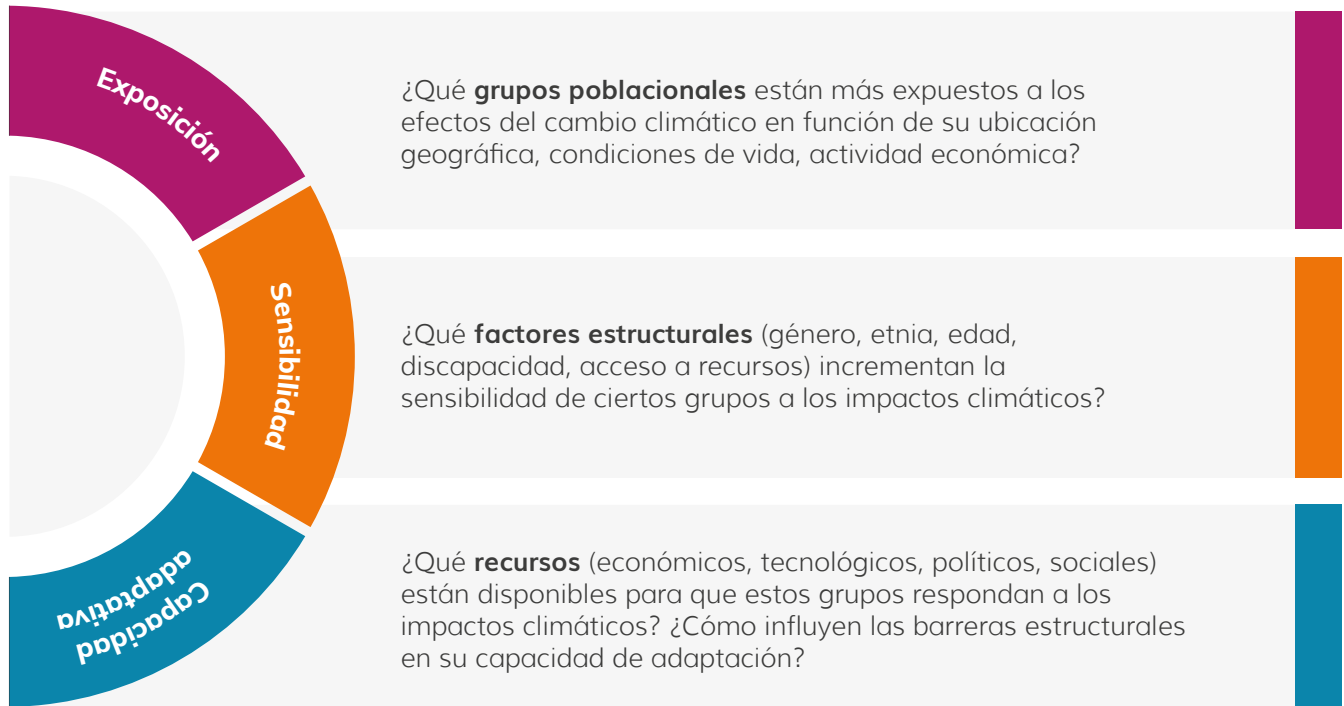 Exposición
¿Qué grupos poblacionales están más expuestos a los
efectos del cambio climático en función de su ubicación
geográfica, condiciones de vida, actividad económica?
Sensibilidad
¿Qué factores estructurales (género, etnia, edad,
discapacidad, acceso a recursos) incrementan la
sensibilidad de ciertos grupos a los impactos climáticos?
Capacidad
adaptativa
¿Qué recursos (económicos, tecnológicos, políticos, sociales)
están disponibles para que estos grupos respondan a los
impactos climáticos? ¿Cómo influyen las barreras estructurales
en su capacidad de adaptación?